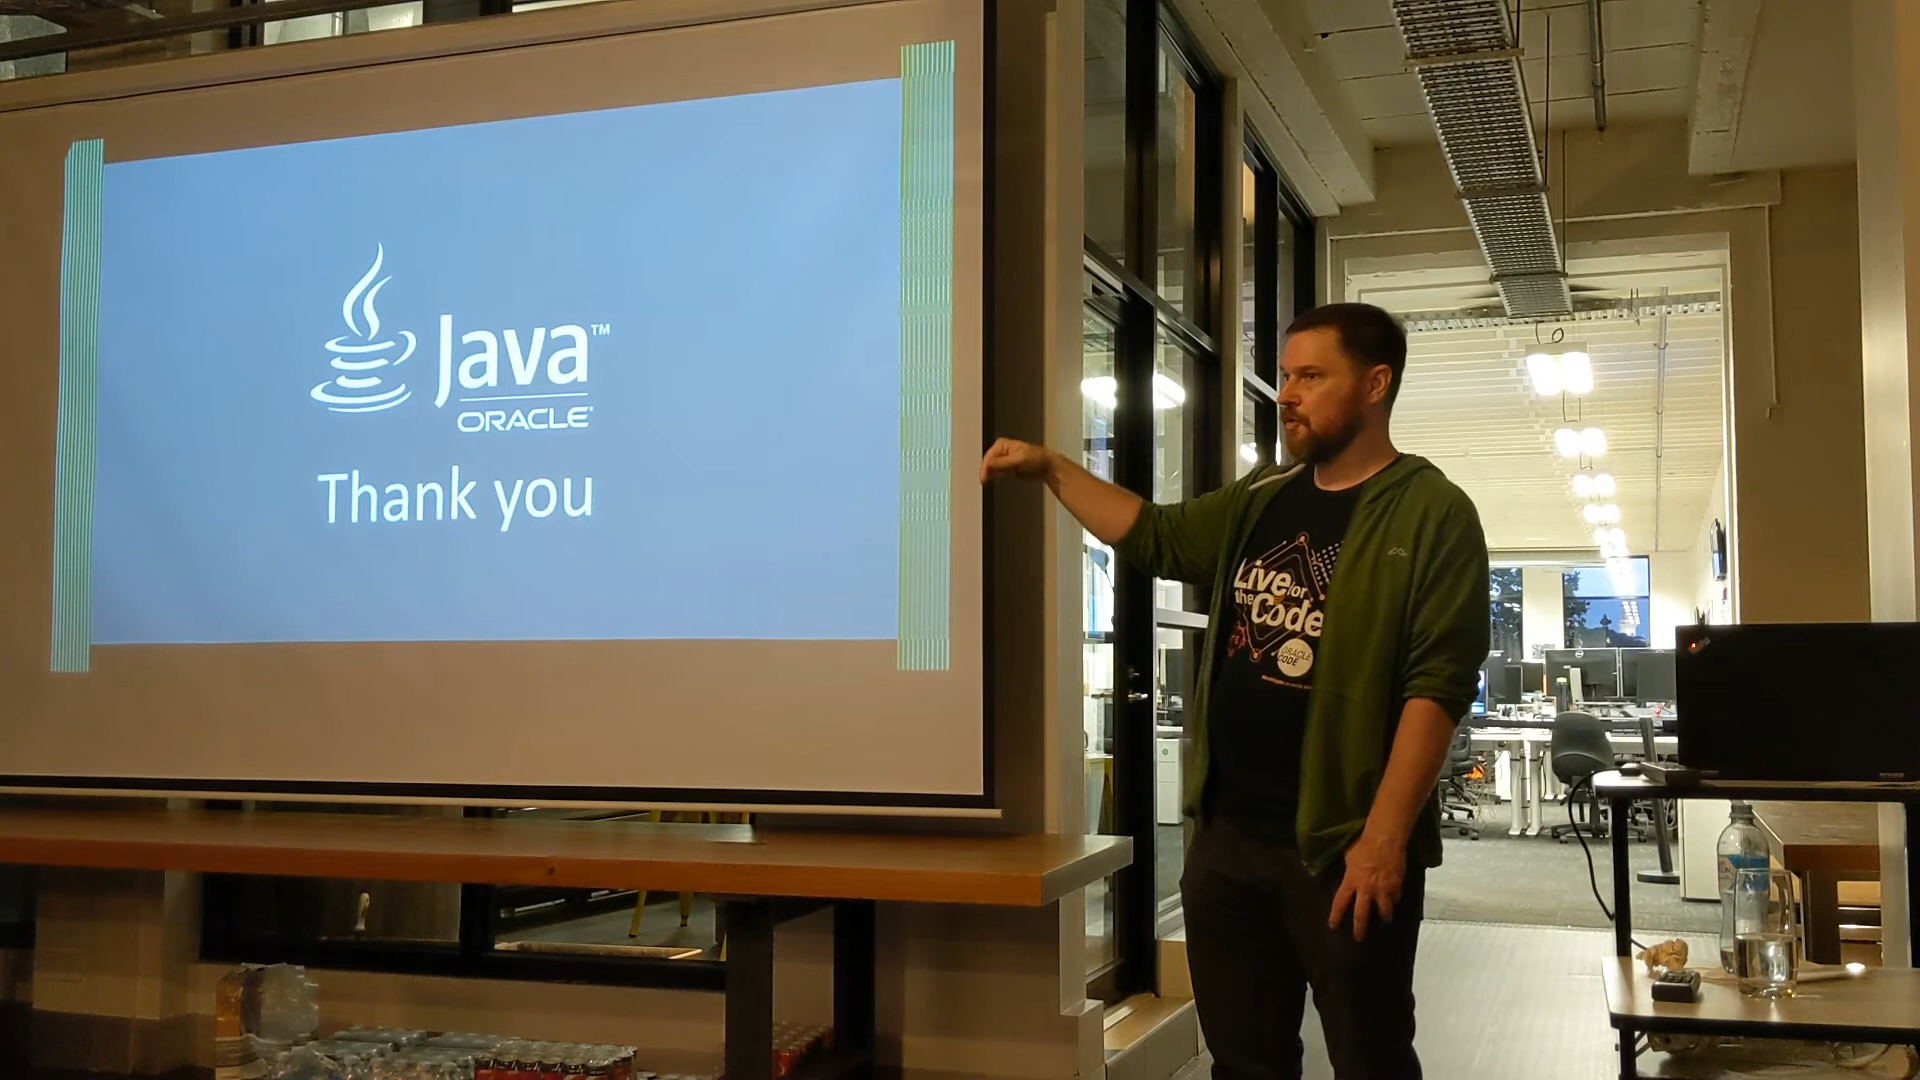 Java™
ORACLE
Thank you
Live for
the Code
ORACLE
CODE